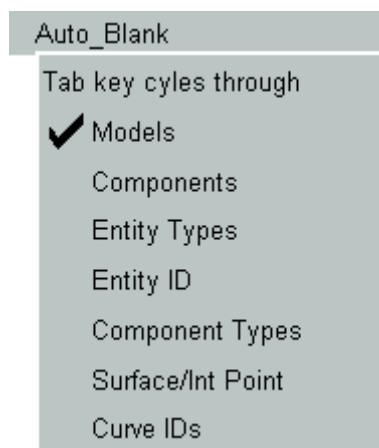 Auto_Blank
Tab key cyles through
Models
Components
Entity Types
Entity ID
Component Types
Surface/Int Point
Curve IDs